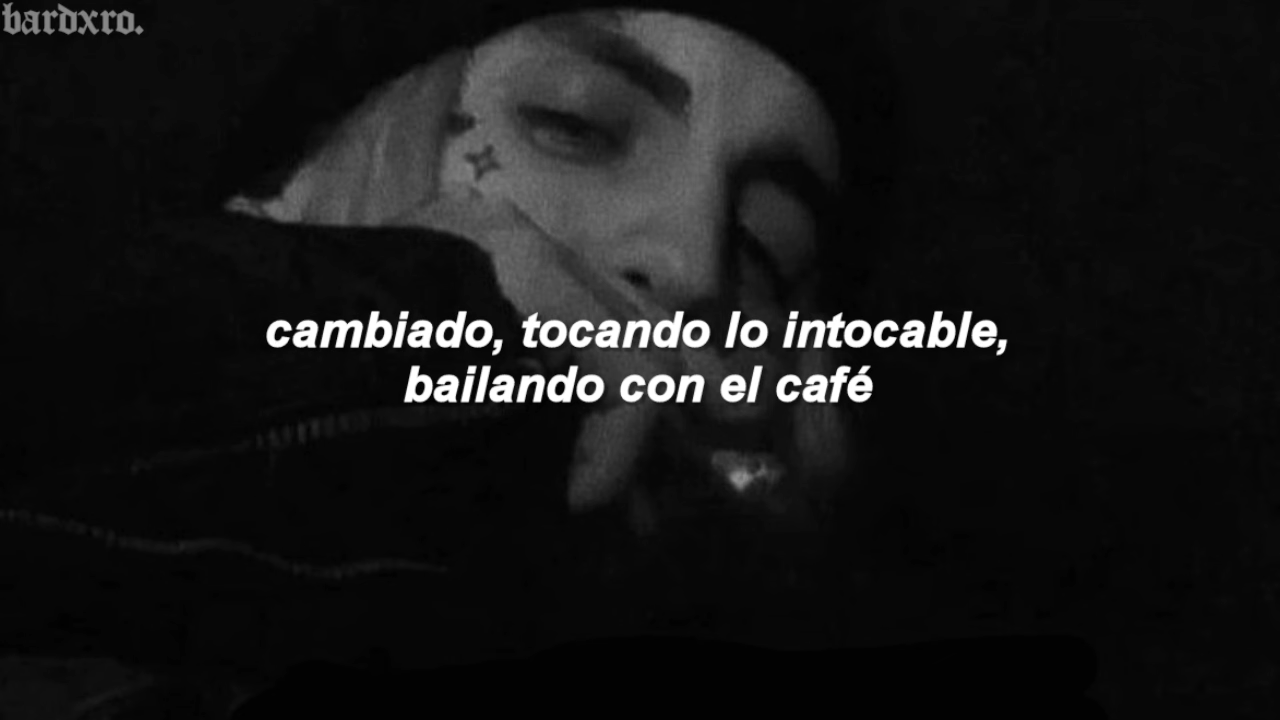 bardxro.
cambiado, tocando lo intocable,
bailando con el café